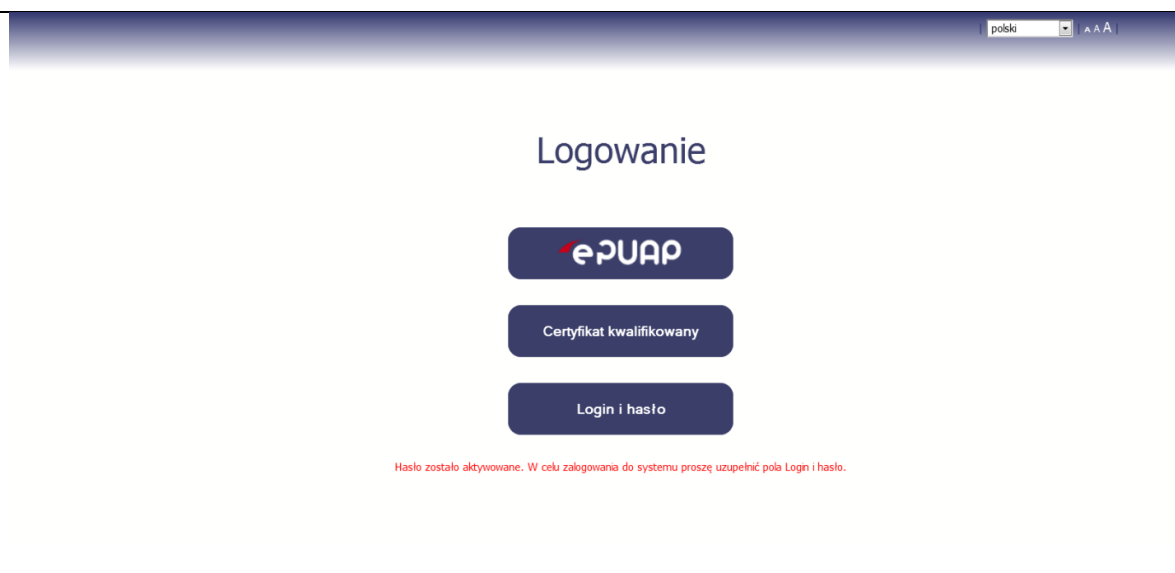 polski
A A A
Logowanie
ePUAP
Certyfikat kwalifikowany
Login i hasło
Hasło zostało aktywowane. W celu zalogowania do systemu proszę uzupełnić pola Login i hasło.